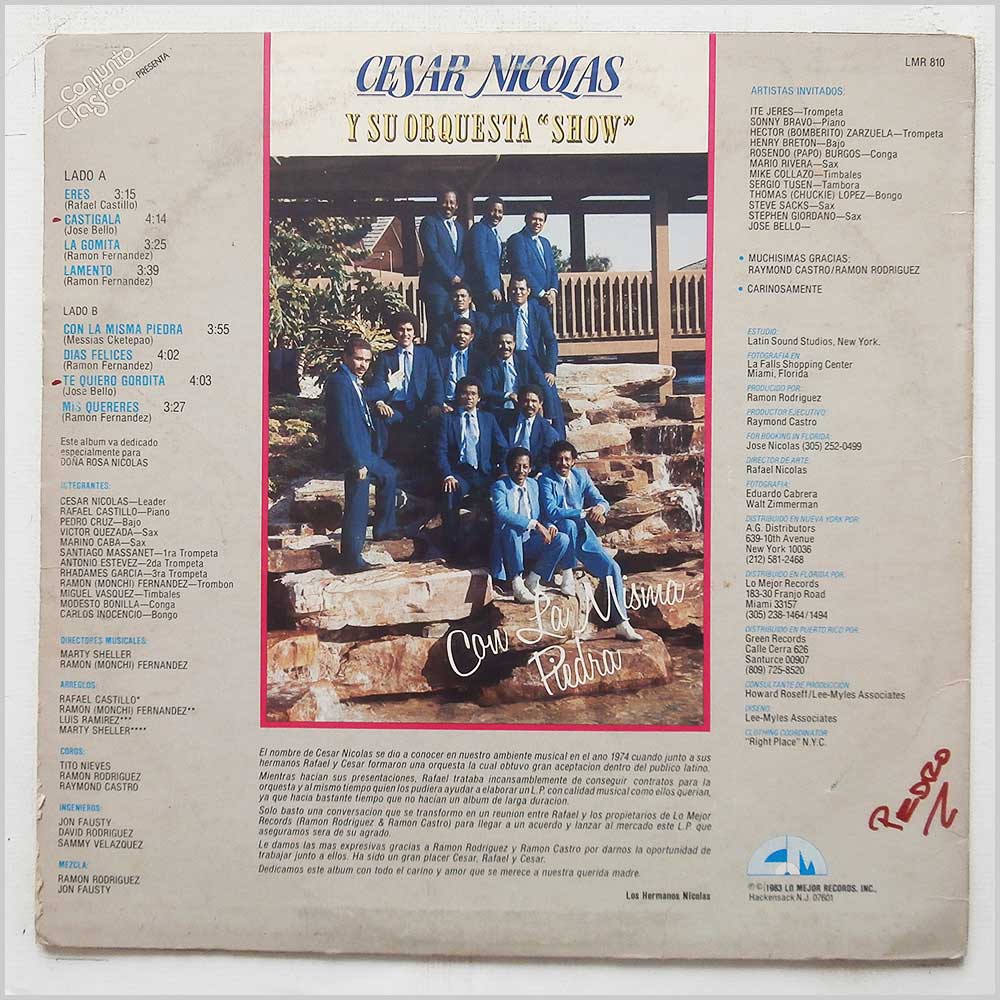 conjunto
clasico
PRESENTA
LADO A
ERES 3:15
(Rafael Castillo)
CASTIGALA 4:14
(Jose Bello)
LA GOMITA 3:25
(Ramon Fernandez)
LAMENTO 3:39
(Ramon Fernandez)
LADO B
CON LA MISMA PIEDRA 3:55
(Messias Cketepao)
DIAS FELICES 4:02
(Ramon Fernandez)
TE QUIERO GORDITA 4:03
(Jose Bello)
MIS QUERERES 3:27
(Ramon Fernandez)
Este album va dedicado
especialmente para
DOÑA ROSA NICOLAS
INTEGRANTES:
CESAR NICOLAS—Leader
RAFAEL CASTILLO—Piano
PEDRO CRUZ—Bajo
VICTOR QUEZADA—Sax
MARINO CABA—Sax
SANTIAGO MASSANET—1ra Trompeta
ANTONIO ESTEVEZ—2da Trompeta
RHADAMES GARCIA—3ra Trompeta
RAMON (MONCHI) FERNANDEZ—Trombon
MIGUEL VASQUEZ—Timbales
MODESTO BONILLA—Conga
CARLOS INOCENCIO—Bongo
DIRECTORES MUSICALES:
MARTY SHELLER
RAMON (MONCHI) FERNANDEZ
ARREGLOS:
RAFAEL CASTILLO*
RAMON (MONCHI) FERNANDEZ**
LUIS RAMIREZ***
MARTY SHELLER****
COROS:
TITO NIEVES
RAMON RODRIGUEZ
RAYMOND CASTRO
INGENIEROS:
JON FAUSTY
DAVID RODRIGUEZ
SAMMY VELAZQUEZ
MEZCLA:
RAMON RODRIGUEZ
JON FAUSTY
CESAR NICOLAS
Y SU ORQUESTA "SHOW"
Con La Misma
Piedra
El nombre de Cesar Nicolas se dio a conocer en nuestro ambiente musical en el ano 1974 cuando junto a sus
hermanos Rafael y Cesar formaron una orquesta la cual obtuvo gran aceptacion dentro del publico latino.
Mientras hacian sus presentaciones, Rafael trataba incansablemente de conseguir contratos para la
orquesta y al mismo tiempo quien los pudiera ayudar a elaborar un L.P. con calidad musical como ellos querian,
ya que hacia bastante tiempo que no hacian un album de larga duracion.
Solo basto una conversacion que se transformo en un reunion entre Rafael y los propietarios de Lo Mejor
Records (Ramon Rodriguez & Ramon Castro) para llegar a un acuerdo y lanzar al mercado este L.P. que
aseguramos sera de su agrado.
Le damos las mas expresivas gracias a Ramon Rodriguez y Ramon Castro por darnos la oportunidad de
trabajar junto a ellos. Ha sido un gran placer Cesar, Rafael y Cesar.
Dedicamos este album con todo el carino y amor que se merece a nuestra querida madre.
Los Hermanos Nicolas
LMR 810
ARTISTAS INVITADOS:
ITE JERES—Trompeta
SONNY BRAVO—Piano
HECTOR (BOMBERITO) ZARZUELA—Trompeta
HENRY BRETON—Bajo
ROSENDO (PAPO) BURGOS—Conga
MARIO RIVERA—Sax
MIKE COLLAZO—Timbales
SERGIO TUSEN—Tambora
THOMAS (CHUCKIE) LOPEZ—Bongo
STEVE SACKS—Sax
STEPHEN GIORDANO—Sax
JOSE BELLO—
• MUCHISIMAS GRACIAS:
RAYMOND CASTRO/RAMON RODRIGUEZ
• CARINOSAMENTE
ESTUDIO:
Latin Sound Studios, New York.
FOTOGRAFIA EN
La Falls Shopping Center
Miami, Florida
PRODUCIDO POR:
Ramon Rodriguez
PRODUCTOR EJECUTIVO:
Raymond Castro
FOR BOOKING IN FLORIDA:
Jose Nicolas (305) 252-0499
DIRECTOR DE ARTE:
Rafael Nicolas
FOTOGRAFIA:
Eduardo Cabrera
Walt Zimmerman
DISTRIBUIDO EN NUEVA YORK POR:
A.G. Distributors
639-10th Avenue
New York 10036
(212) 581-2468
DISTRIBUIDO EN FLORIDA POR:
Lo Mejor Records
183-30 Franjo Road
Miami 33157
(305) 238-1464/1494
DISTRIBUIDO EN PUERTO RICO POR:
Green Records
Calle Cerra 626
Santurce 00907
(809) 725-8520
CONSULTANTE DE PRODUCCION
Howard Roseff/Lee-Myles Associates
DISEÑO:
Lee-Myles Associates
CLOTHING COORDINATOR
"Right Place" N.Y.C.
PEDRO
℗©1983 LO MEJOR RECORDS, INC.,
Hackensack N.J. 07601